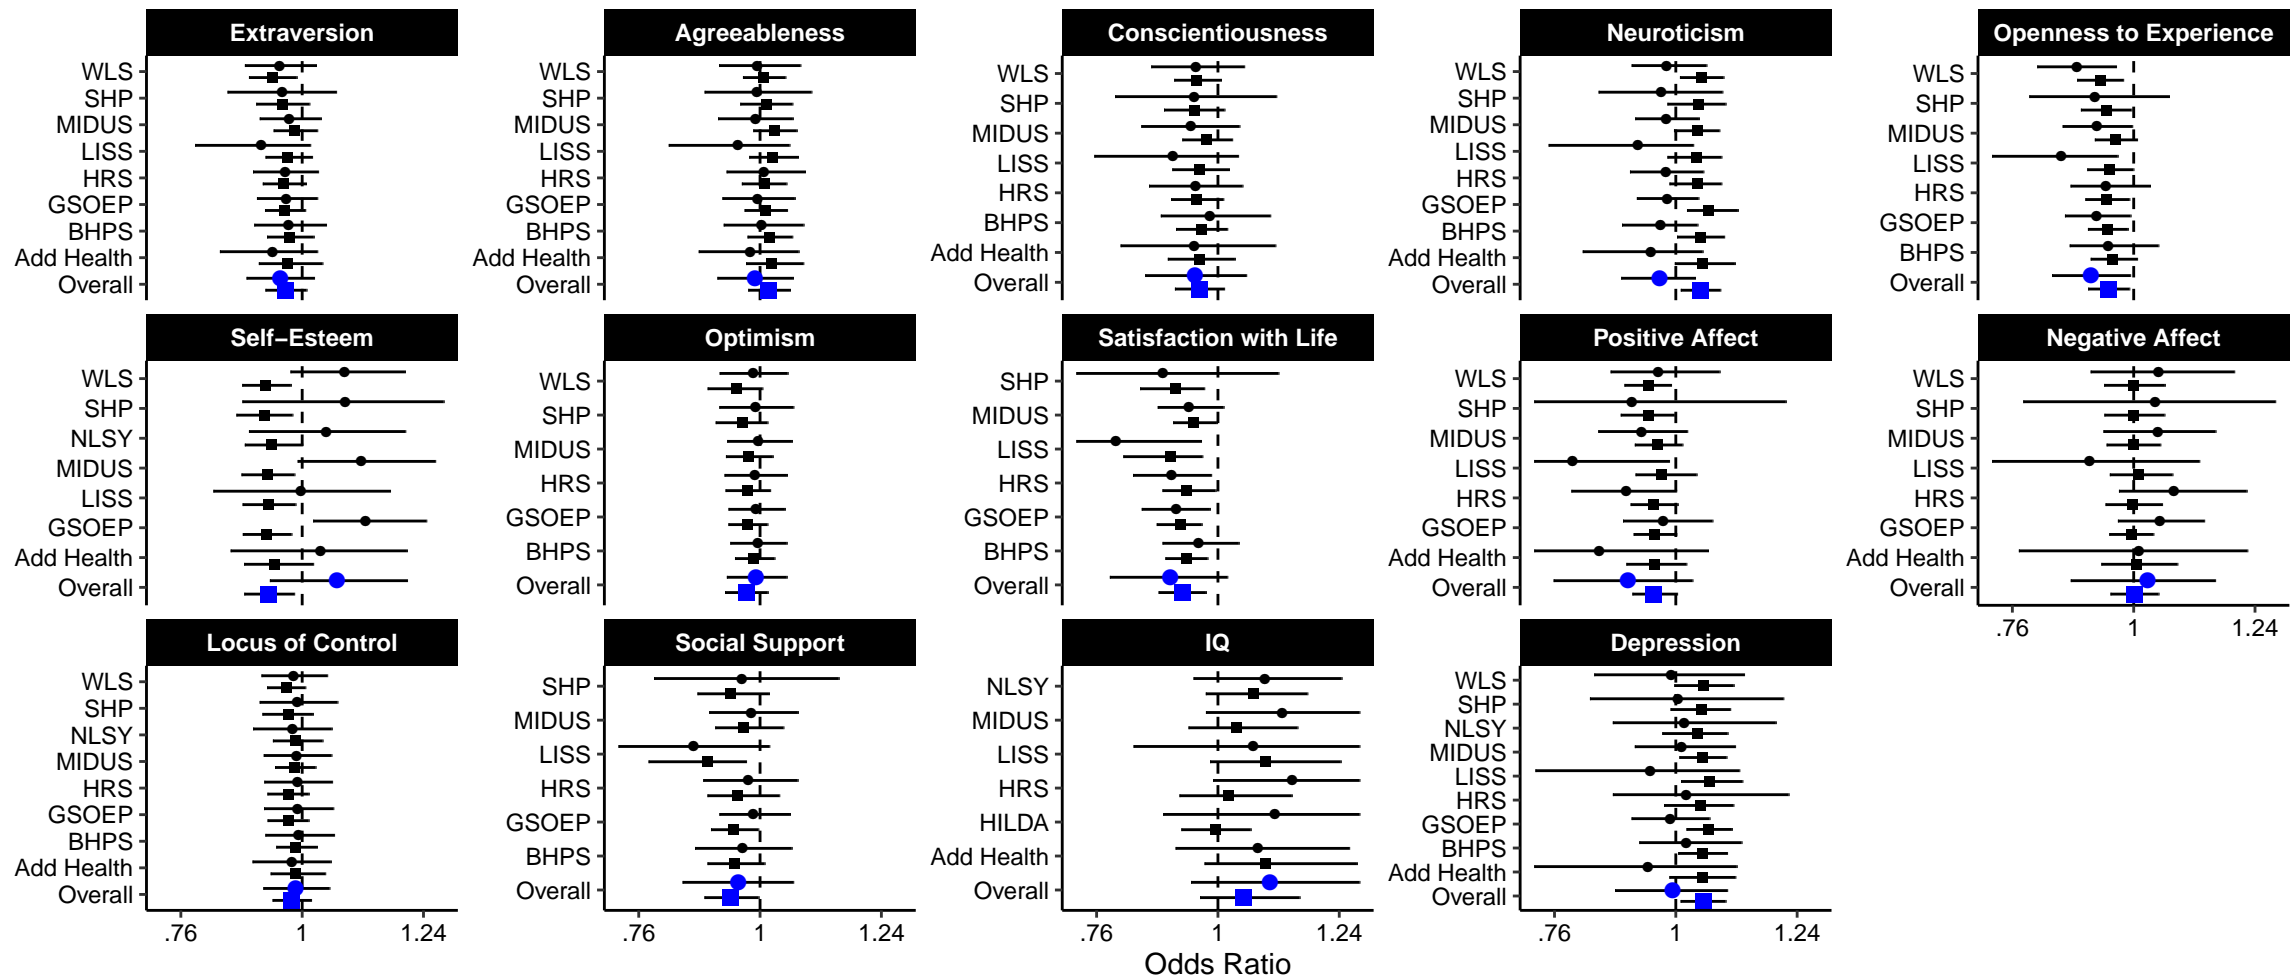 Extraversion
WLS
SHP
MIDUS
LISS
HRS
GSOEP
BHPS
Add Health
Overall
Agreeableness
WLS
SHP
MIDUS
LISS
HRS
GSOEP
BHPS
Add Health
Overall
Conscientiousness
WLS
SHP
MIDUS
LISS
HRS
BHPS
Add Health
Overall
Neuroticism
WLS
SHP
MIDUS
LISS
HRS
GSOEP
BHPS
Add Health
Overall
Openness to Experience
WLS
SHP
MIDUS
LISS
HRS
GSOEP
BHPS
Overall
Self−Esteem
WLS
SHP
NLSY
MIDUS
LISS
GSOEP
Add Health
Overall
Optimism
WLS
SHP
MIDUS
HRS
GSOEP
BHPS
Overall
Satisfaction with Life
SHP
MIDUS
LISS
HRS
GSOEP
BHPS
Overall
Positive Affect
WLS
SHP
MIDUS
LISS
HRS
GSOEP
Add Health
Overall
Negative Affect
WLS
SHP
MIDUS
LISS
HRS
GSOEP
Add Health
Overall
.76 1 1.24
Locus of Control
WLS
SHP
NLSY
MIDUS
HRS
GSOEP
BHPS
Add Health
Overall
.76 1 1.24
Social Support
SHP
MIDUS
LISS
HRS
GSOEP
BHPS
Overall
.76 1 1.24
IQ
NLSY
MIDUS
LISS
HRS
HILDA
Add Health
Overall
.76 1 1.24
Depression
WLS
SHP
NLSY
MIDUS
LISS
HRS
GSOEP
BHPS
Add Health
Overall
.76 1 1.24
Odds Ratio